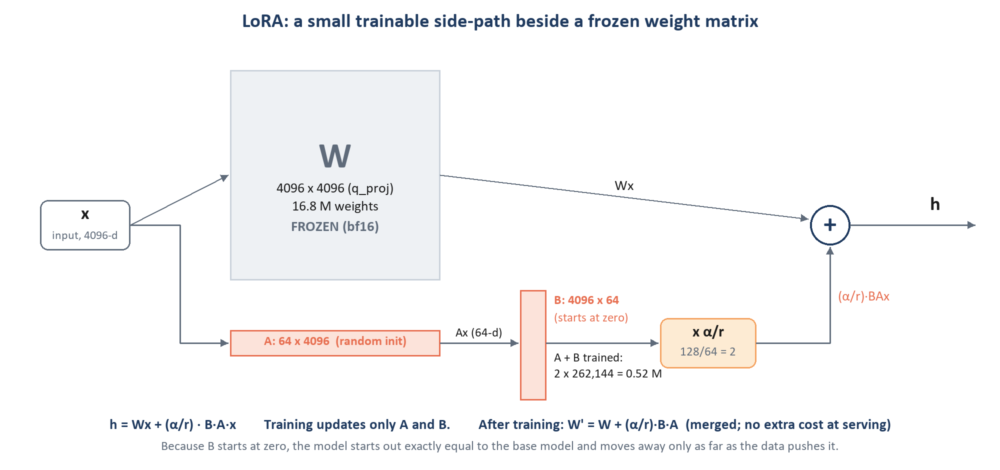 LoRA: a small trainable side-path beside a frozen weight matrix
W
4096 x 4096 (q_proj)
16.8 M weights
FROZEN (bf16)
x
input, 4096-d
Wx
+
h
A: 64 x 4096 (random init)
Ax (64-d)
B: 4096 x 64
(starts at zero)
A + B trained:
2 x 262,144 = 0.52 M
x α/r
128/64 = 2
(α/r)·BAx
h = Wx + (α/r) · B·A·x Training updates only A and B. After training: W' = W + (α/r)·B·A (merged; no extra cost at serving)
Because B starts at zero, the model starts out exactly equal to the base model and moves away only as far as the data pushes it.